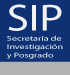 SIP
Secretaría de
Investigación
y Posgrado